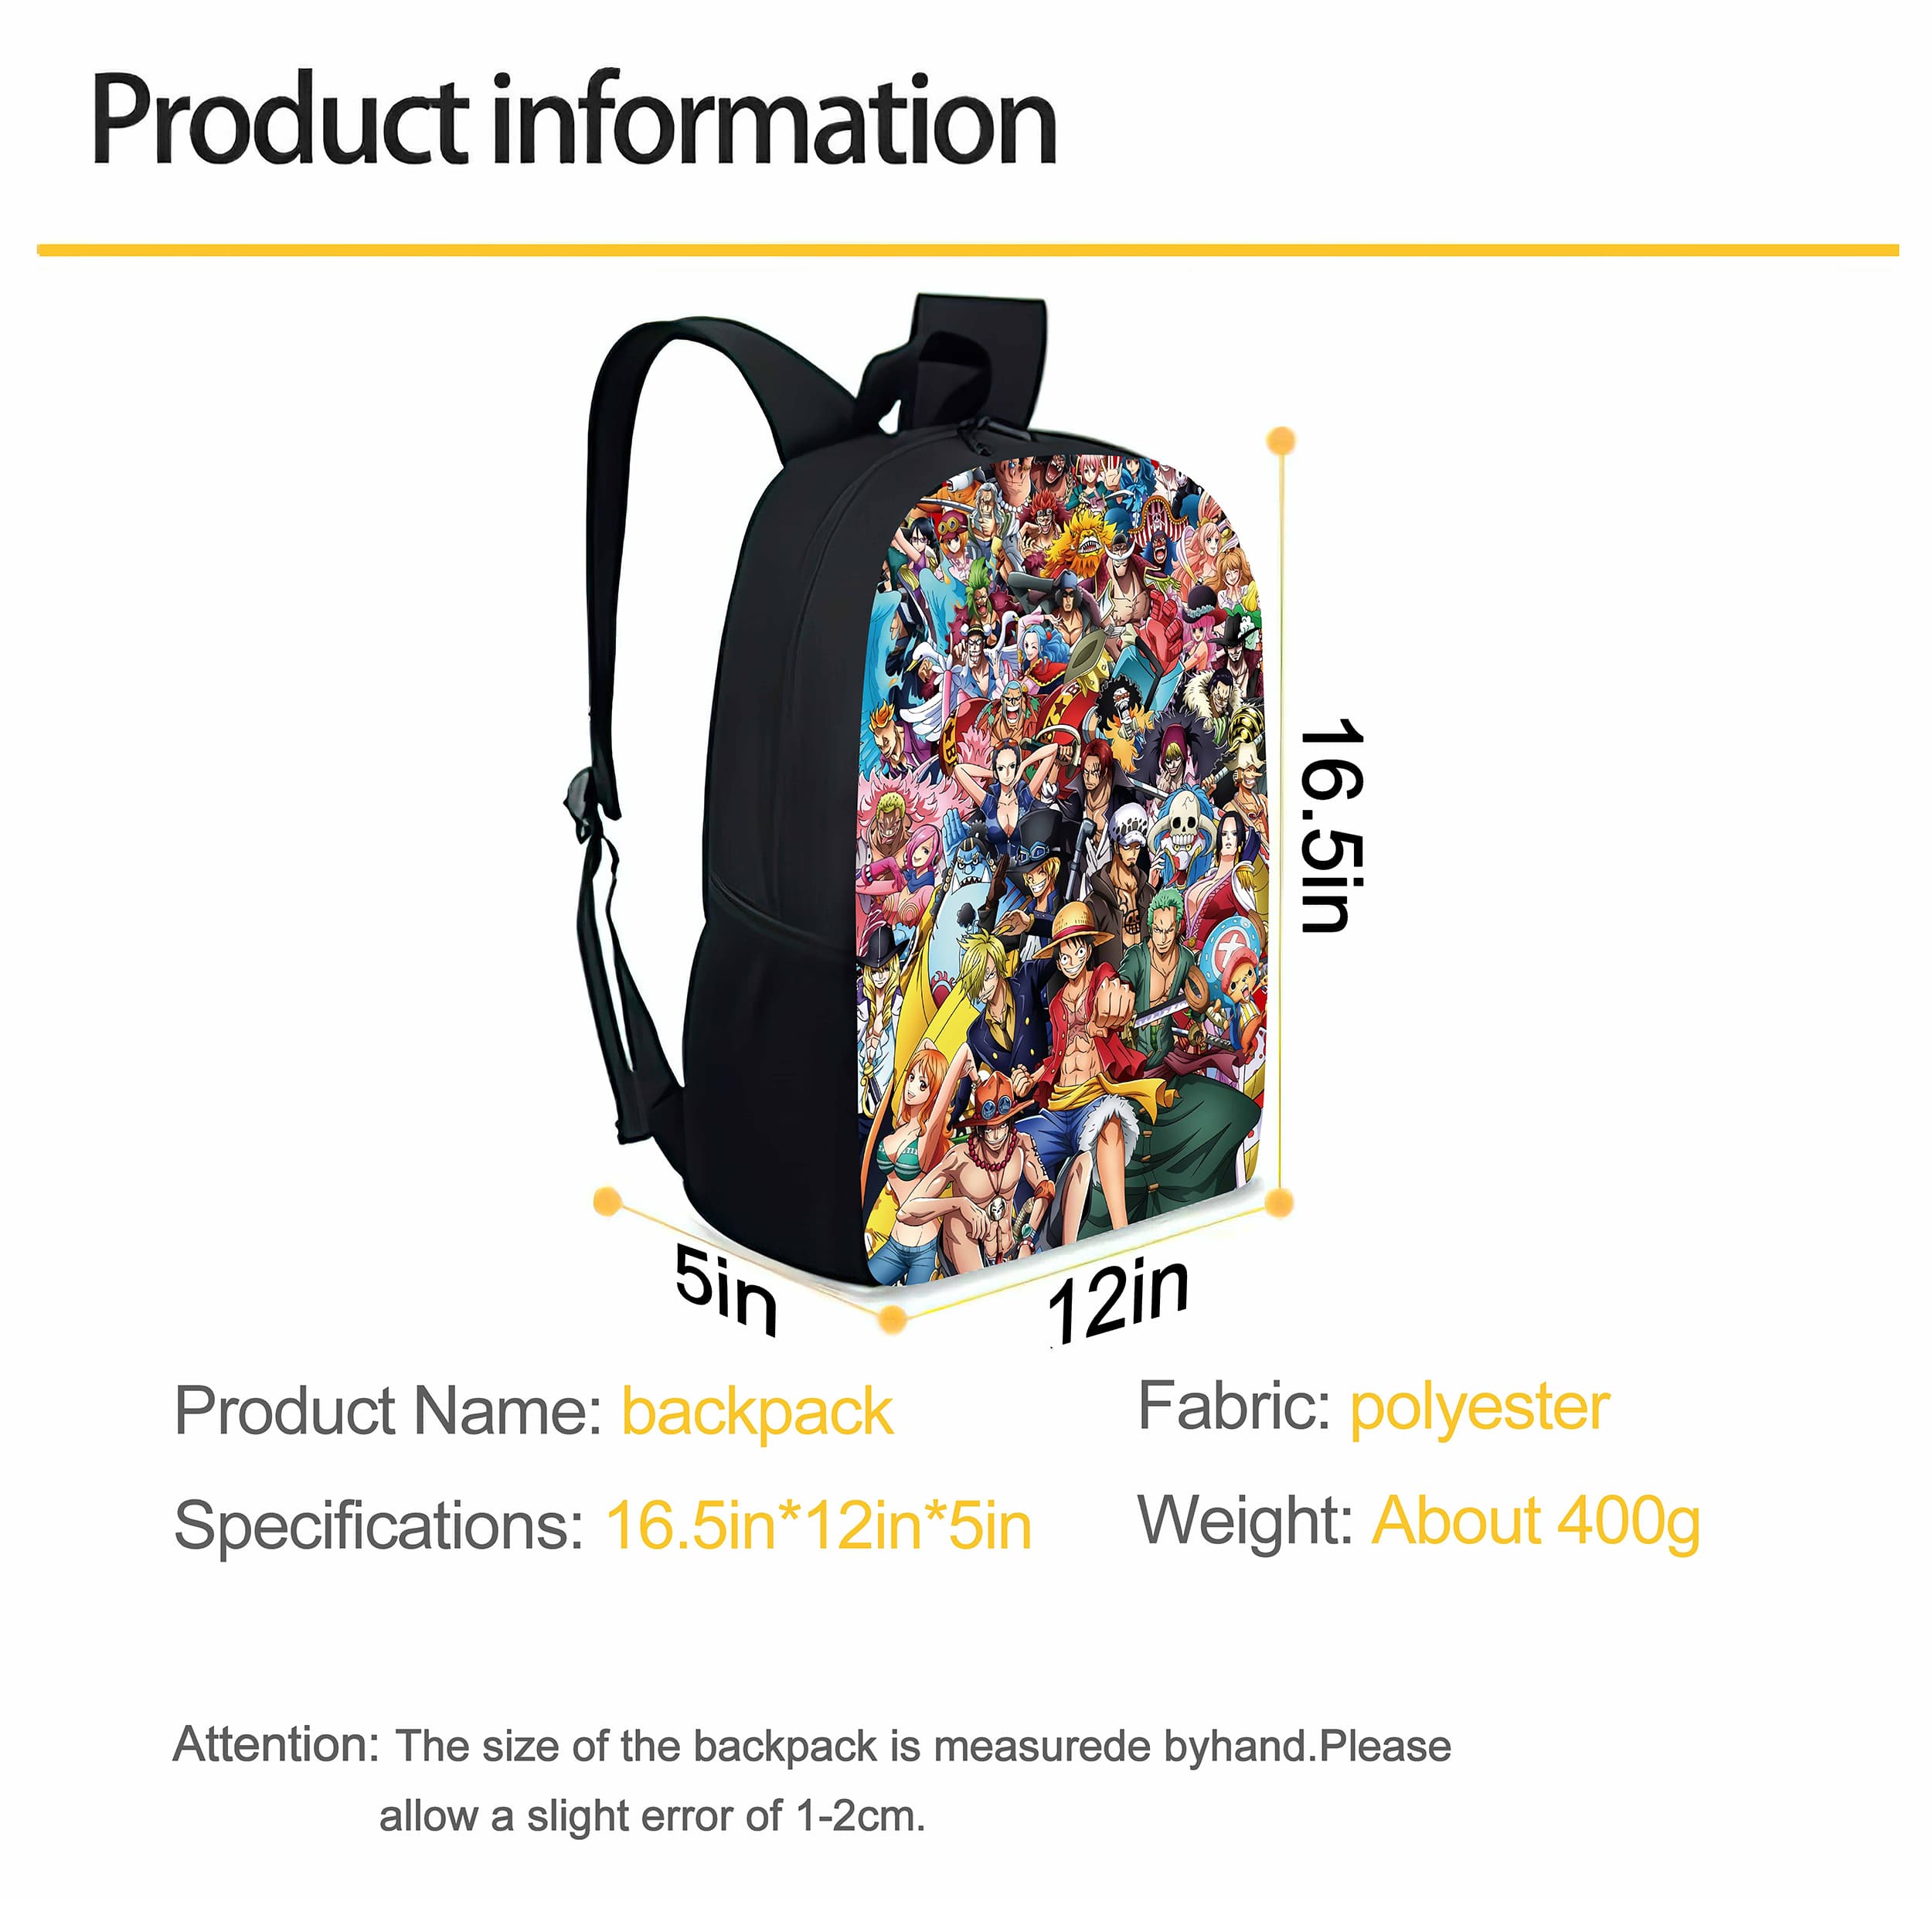 Product information
16.5in
5in
12in
Product Name: backpack
Fabric: polyester
Specifications: 16.5in*12in*5in
Weight: About 400g
Attention: The size of the backpack is measurede byhand.Please
allow a slight error of 1-2cm.